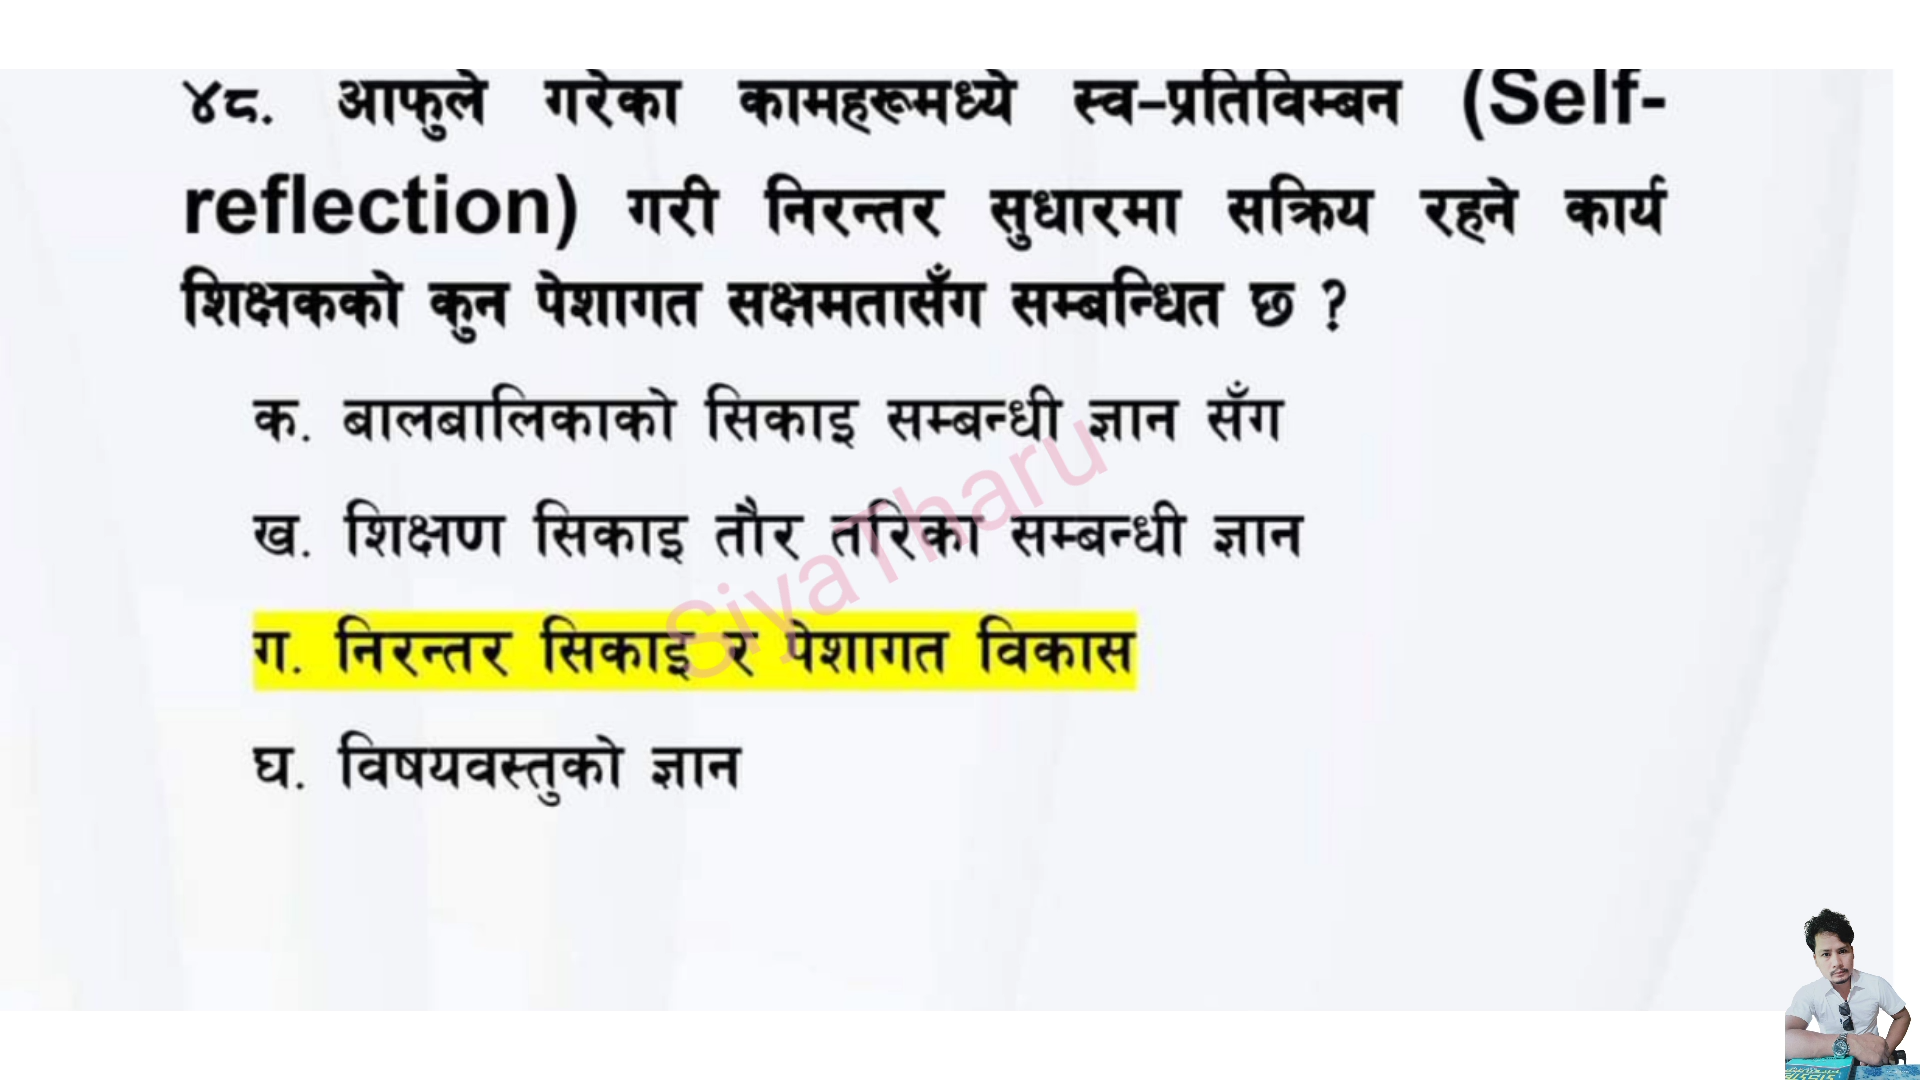 ४८. आफुले गरेका कामहरूमध्ये स्व–प्रतिविम्बन (Self-
reflection) गरी निरन्तर सुधारमा सक्रिय रहने कार्य
शिक्षकको कुन पेशागत सक्षमतासँग सम्बन्धित छ ?
क. बालबालिकाको सिकाइ सम्बन्धी ज्ञान सँग
ख. शिक्षण सिकाइ तौर तरिका सम्बन्धी ज्ञान
ग. निरन्तर सिकाइ र पेशागत विकास
घ. विषयवस्तुको ज्ञान
SiyaTharu